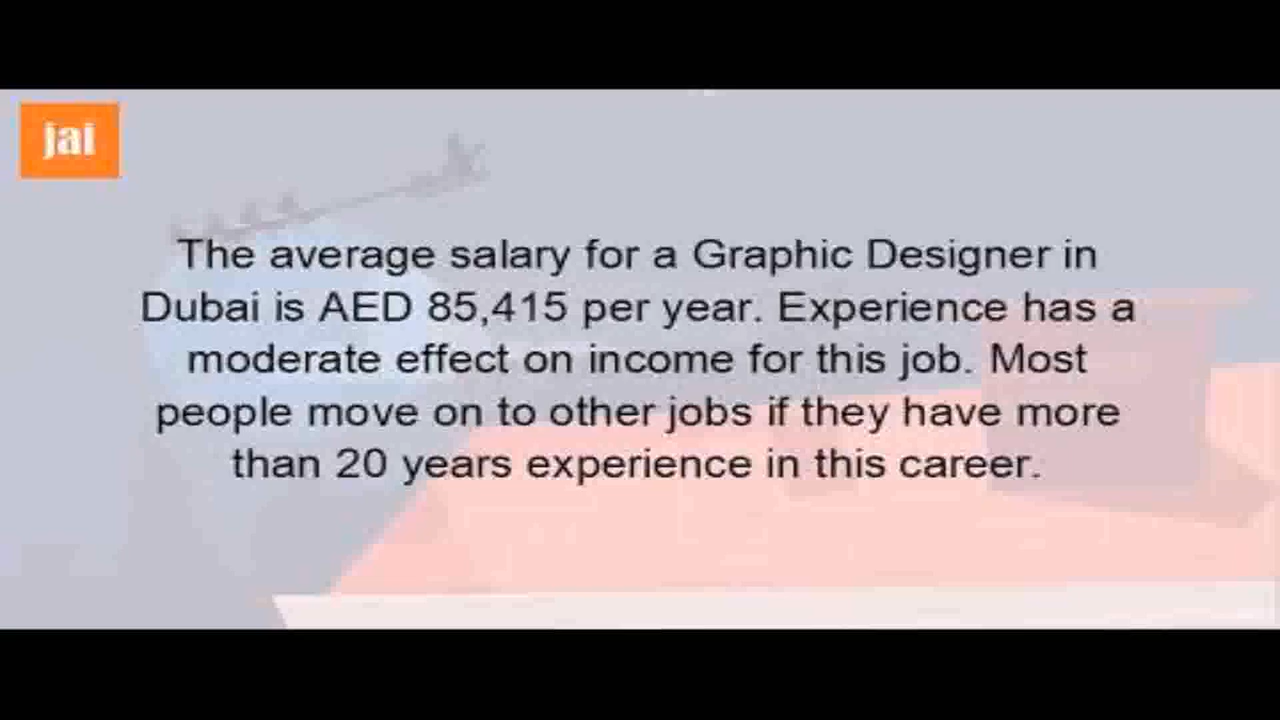 jai
The average salary for a Graphic Designer in
Dubai is AED 85,415 per year. Experience has a
moderate effect on income for this job. Most
people move on to other jobs if they have more
than 20 years experience in this career.